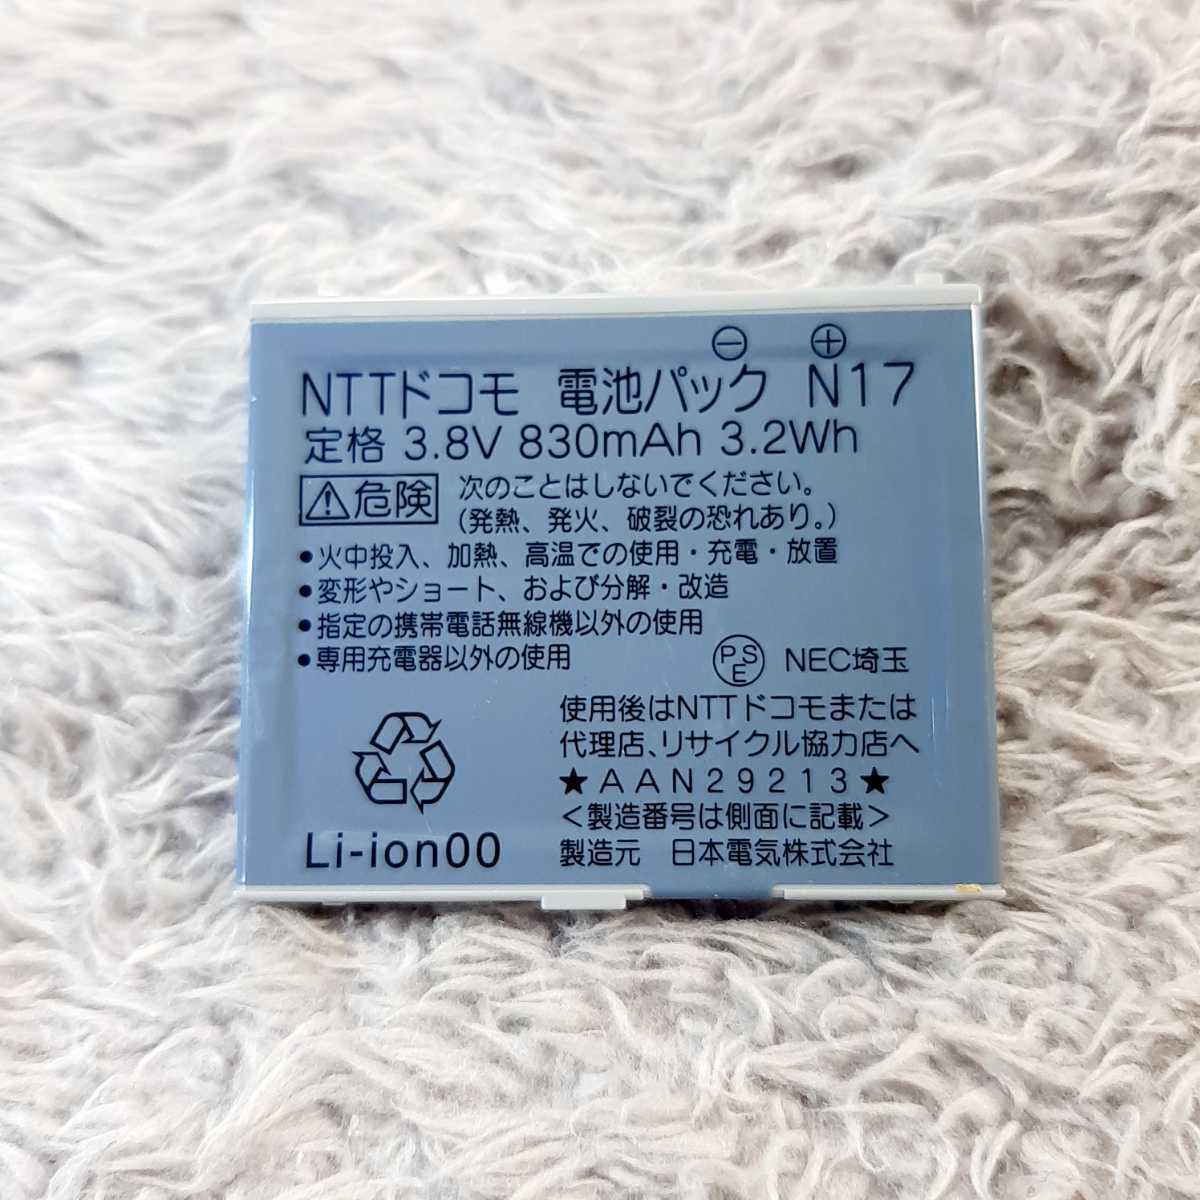 ⊖ ⊕
NTTドコモ 電池パック N17
定格 3.8V 830mAh 3.2Wh
⚠危険 次のことはしないでください。
(発熱、発火、破裂の恐れあり。)
•火中投入、加熱、高温での使用・充電・放置
•変形やショート、および分解・改造
•指定の携帯電話無線機以外の使用
•専用充電器以外の使用
PSE NEC埼玉
使用後はNTTドコモまたは
代理店、リサイクル協力店へ
★AAN29213★
<製造番号は側面に記載>
Li-ion00
製造元 日本電気株式会社